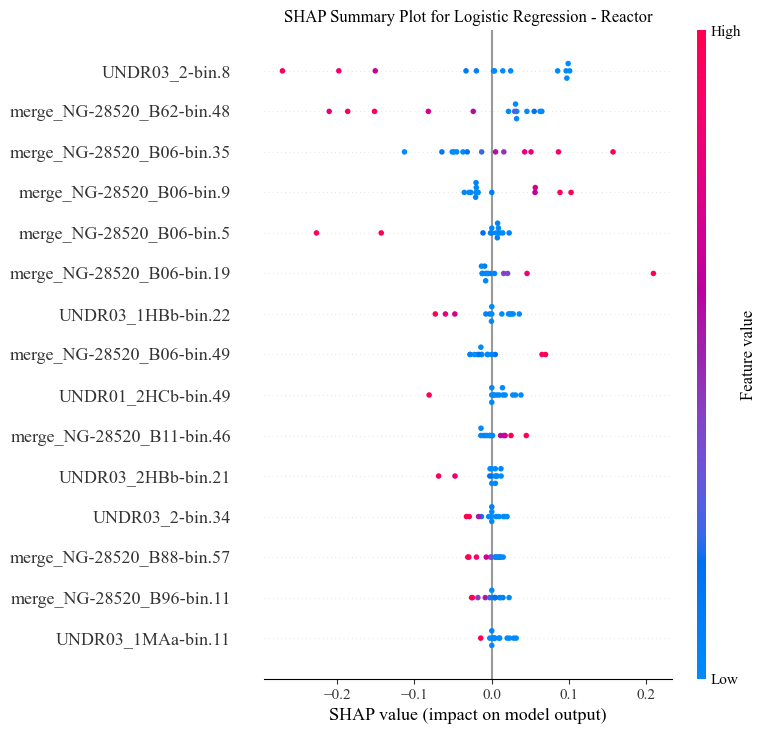 SHAP Summary Plot for Logistic Regression - Reactor
High
UNDR03_2-bin.8
merge_NG-28520_B62-bin.48
merge_NG-28520_B06-bin.35
merge_NG-28520_B06-bin.9
merge_NG-28520_B06-bin.5
merge_NG-28520_B06-bin.19
UNDR03_1HBb-bin.22
merge_NG-28520_B06-bin.49
UNDR01_2HCb-bin.49
merge_NG-28520_B11-bin.46
UNDR03_2HBb-bin.21
UNDR03_2-bin.34
merge_NG-28520_B88-bin.57
merge_NG-28520_B96-bin.11
UNDR03_1MAa-bin.11
Feature value
Low
−0.2 −0.1 0.0 0.1 0.2
SHAP value (impact on model output)